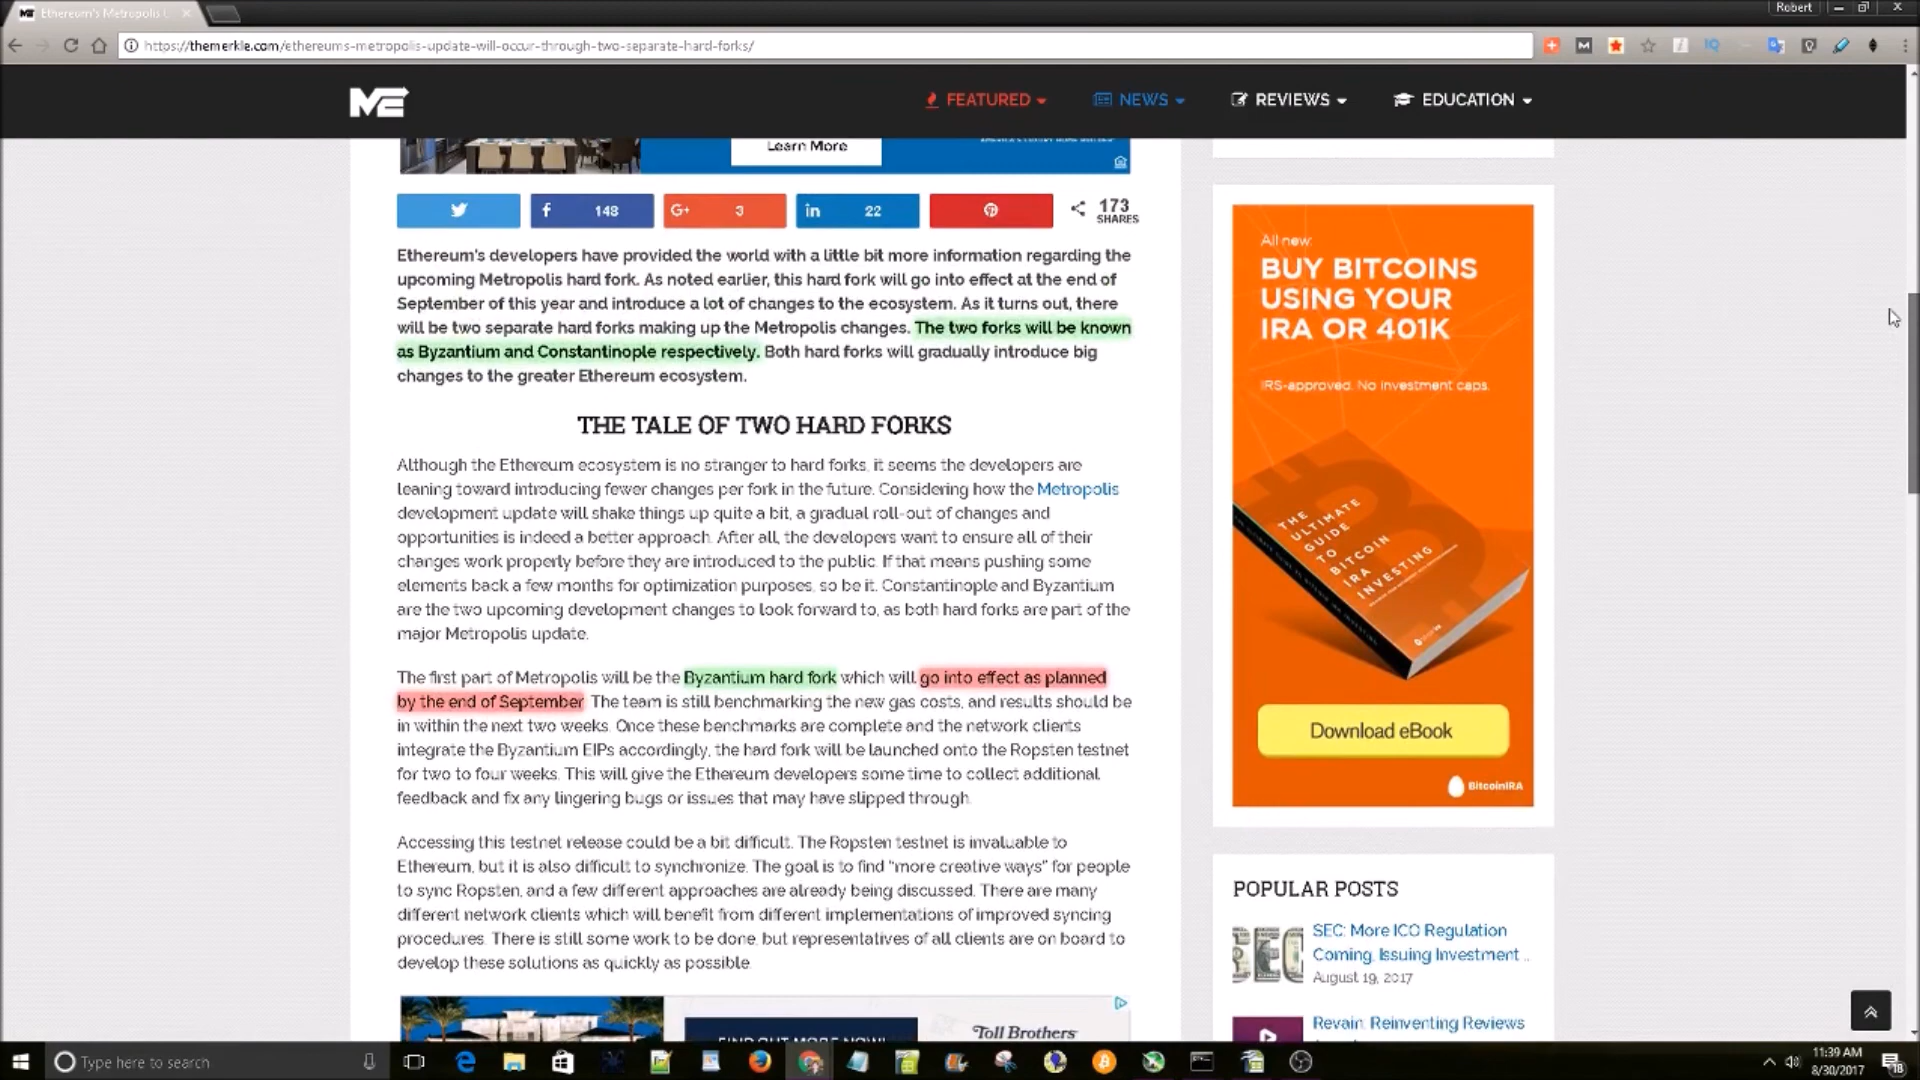 Ethereum's Metropolis U
Robert
https://themerkle.com/ethereums-metropolis-update-will-occur-through-two-separate-hard-forks/
ME
FEATURED
NEWS
REVIEWS
EDUCATION
Learn More
148
G+ 3
in 22
173
SHARES
Ethereum's developers have provided the world with a little bit more information regarding the
upcoming Metropolis hard fork. As noted earlier, this hard fork will go into effect at the end of
September of this year and introduce a lot of changes to the ecosystem. As it turns out, there
will be two separate hard forks making up the Metropolis changes. The two forks will be known
as Byzantium and Constantinople respectively. Both hard forks will gradually introduce big
changes to the greater Ethereum ecosystem.
THE TALE OF TWO HARD FORKS
Although the Ethereum ecosystem is no stranger to hard forks, it seems the developers are
leaning toward introducing fewer changes per fork in the future. Considering how the Metropolis
development update will shake things up quite a bit, a gradual roll-out of changes and
opportunities is indeed a better approach. After all, the developers want to ensure all of their
changes work properly before they are introduced to the public. If that means pushing some
elements back a few months for optimization purposes, so be it. Constantinople and Byzantium
are the two upcoming development changes to look forward to, as both hard forks are part of the
major Metropolis update.
The first part of Metropolis will be the Byzantium hard fork which will go into effect as planned
by the end of September. The team is still benchmarking the new gas costs, and results should be
in within the next two weeks. Once these benchmarks are complete and the network clients
integrate the Byzantium EIPs accordingly, the hard fork will be launched onto the Ropsten testnet
for two to four weeks. This will give the Ethereum developers some time to collect additional
feedback and fix any lingering bugs or issues that may have slipped through.
Accessing this testnet release could be a bit difficult. The Ropsten testnet is invaluable to
Ethereum, but it is also difficult to synchronize. The goal is to find "more creative ways" for people
to sync Ropsten, and a few different approaches are already being discussed. There are many
different network clients which will benefit from different implementations of improved syncing
procedures. There is still some work to be done, but representatives of all clients are on board to
develop these solutions as quickly as possible.
FIND OUT MORE NOW!
Toll Brothers
All new:
BUY BITCOINS
USING YOUR
IRA OR 401K
IRS-approved. No investment caps.
THE
ULTIMATE
GUIDE
TO
BITCOIN
IRA
INVESTING
Download eBook
BitcoinIRA
POPULAR POSTS
SEC: More ICO Regulation
Coming, Issuing Investment ...
August 19, 2017
Revain: Reinventing Reviews
Type here to search
11:39 AM
8/30/2017
18